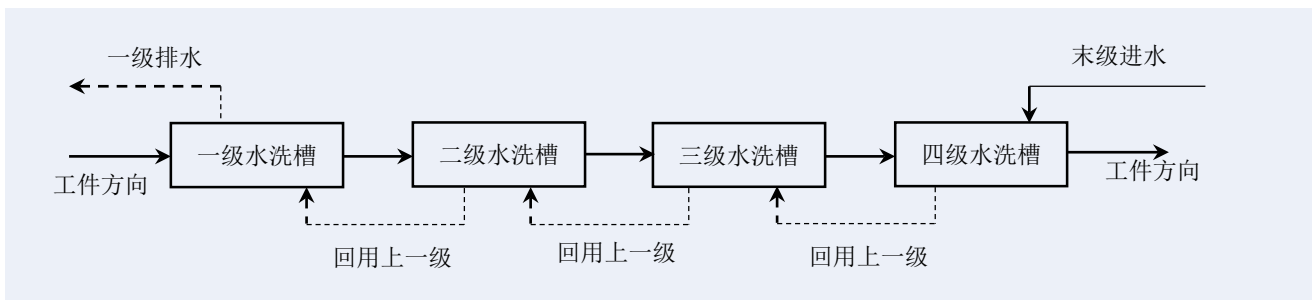 一级排水
末级进水
一级水洗槽
二级水洗槽
三级水洗槽
四级水洗槽
工件方向
工件方向
回用上一级
回用上一级
回用上一级